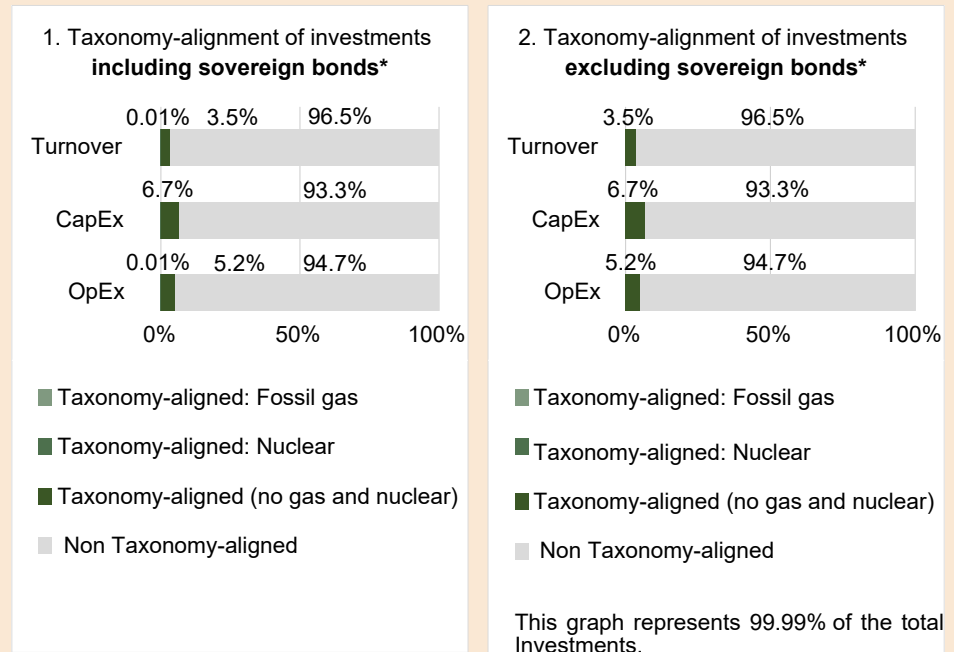 1. Taxonomy-alignment of investments
including sovereign bonds*
0.01% 3.5% 96.5%
Turnover
6.7% 93.3%
CapEx
0.01% 5.2% 94.7%
OpEx
0% 50% 100%
Taxonomy-aligned: Fossil gas
Taxonomy-aligned: Nuclear
Taxonomy-aligned (no gas and nuclear)
Non Taxonomy-aligned
2. Taxonomy-alignment of investments
excluding sovereign bonds*
3.5% 96.5%
Turnover
6.7% 93.3%
CapEx
5.2% 94.7%
OpEx
0% 50% 100%
Taxonomy-aligned: Fossil gas
Taxonomy-aligned: Nuclear
Taxonomy-aligned (no gas and nuclear)
Non Taxonomy-aligned
This graph represents 99.99% of the total
Investments.